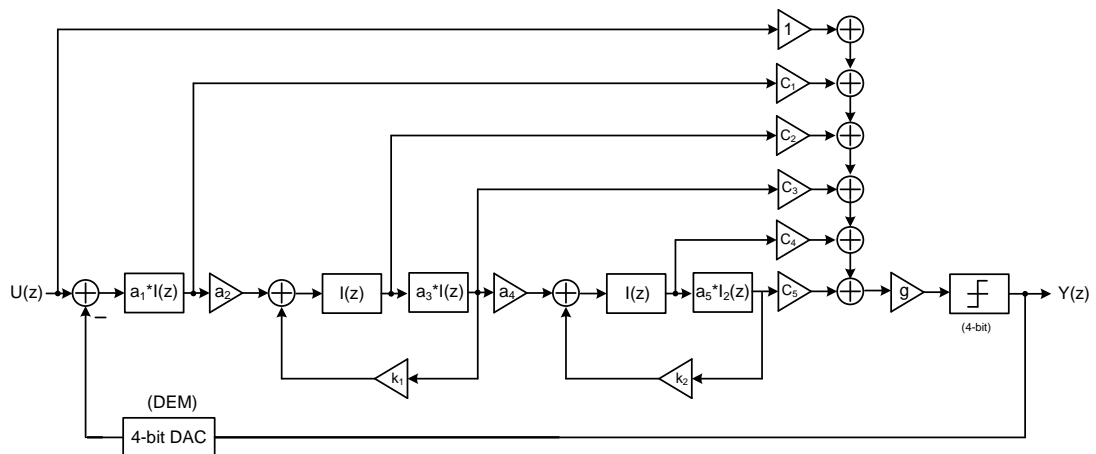 1
C₁
C₂
C₃
C₄
U(z)
a₁*I(z)
a₂
I(z)
a₃*I(z)
a₄
I(z)
a₅*I₂(z)
C₅
g
(4-bit)
Y(z)
k₁
k₂
(DEM)
4-bit DAC